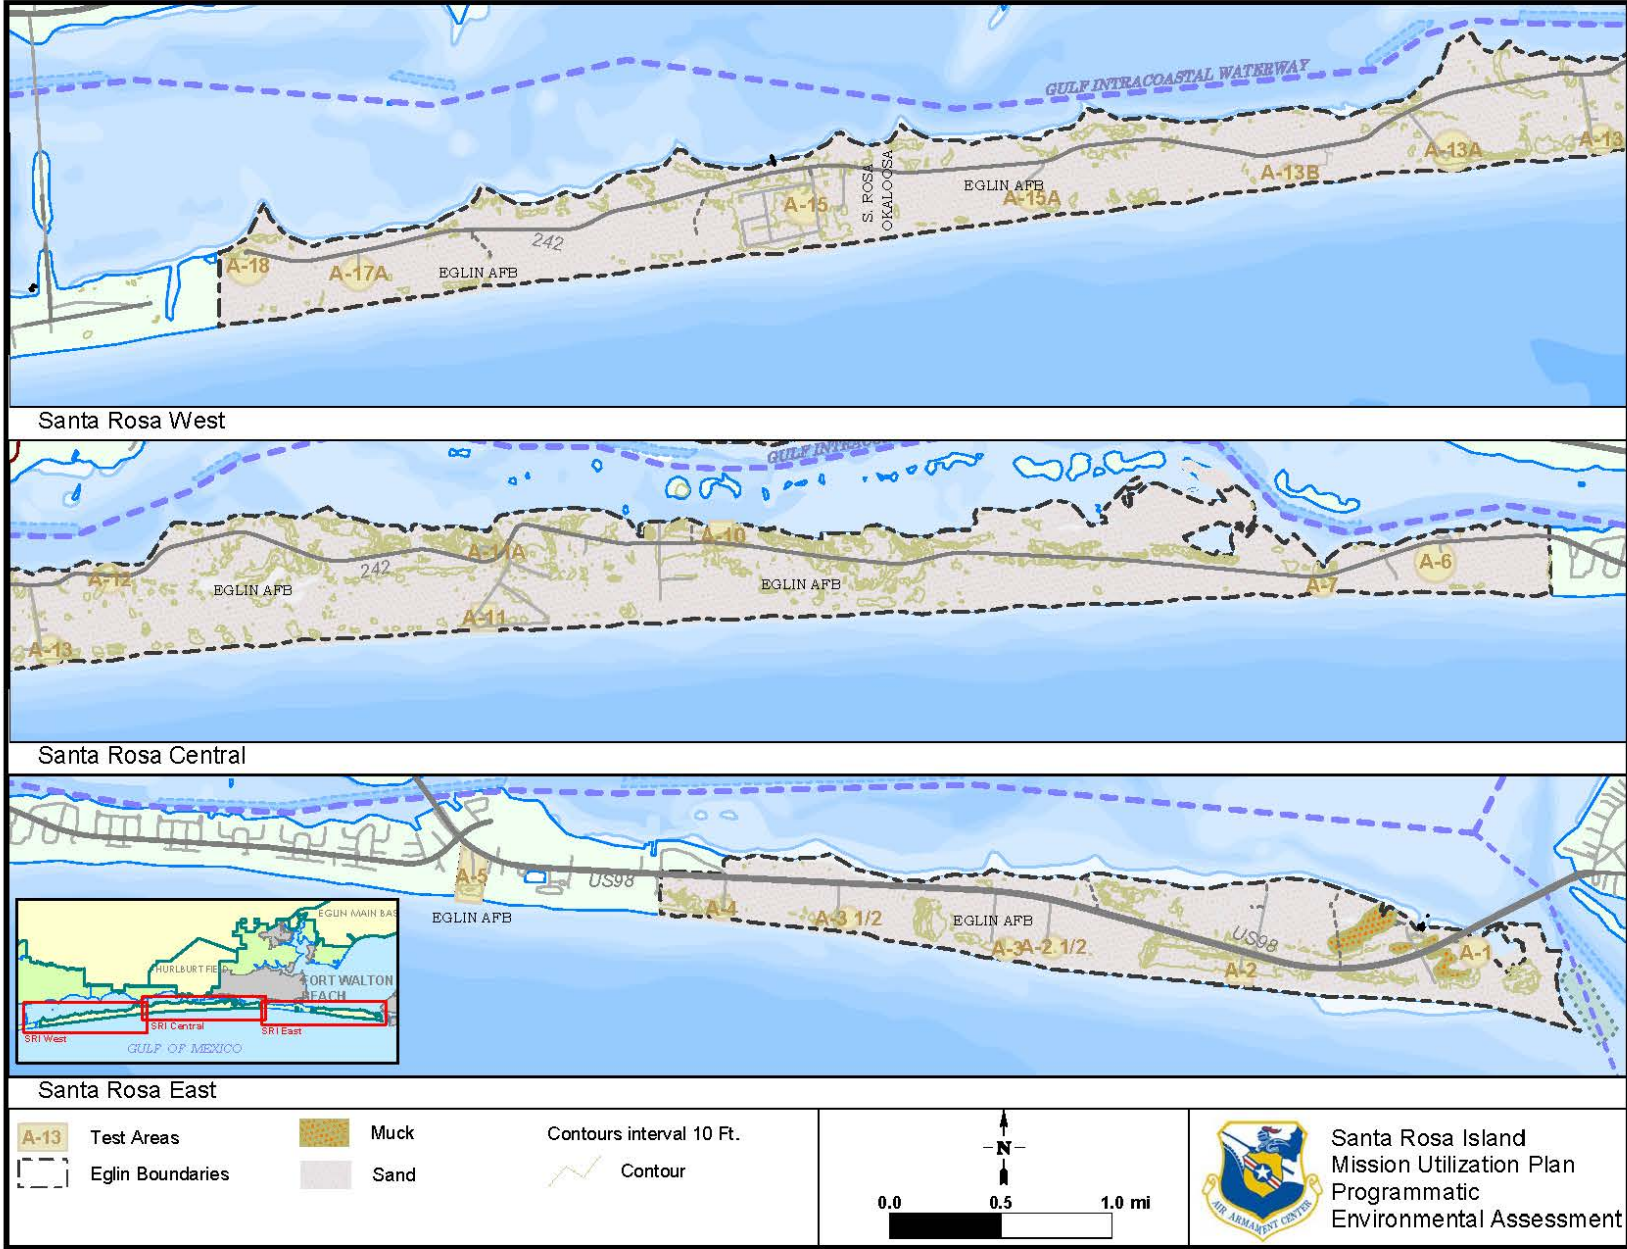 GULF INTRACOASTAL WATERWAY
A-13A
A-13
A-13B
S. ROSA
OKALOOSA
EGLIN AFB
A-15A
A-15
242
A-18
A-17A
EGLIN AFB
Santa Rosa West
GULF INTRACO
A-10
A-11A
242
A-12
EGLIN AFB
EGLIN AFB
A-7
A-6
A-11
A-13
Santa Rosa Central
A-5
US98
EGLIN AFB
A-4
A-3 1/2
EGLIN AFB
A-3
A-2 1/2
US98
A-2
A-1
EGLIN MAIN BAS
HURLBURT FIELD
FORT WALTON
BEACH
SRI West
SRI Central
SRI East
GULF OF MEXICO
Santa Rosa East
A-13
Test Areas
Eglin Boundaries
Muck
Sand
Contours interval 10 Ft.
Contour
N
0.0 0.5 1.0 mi
AIR ARMAMENT CENTER
Santa Rosa Island
Mission Utilization Plan
Programmatic
Environmental Assessment